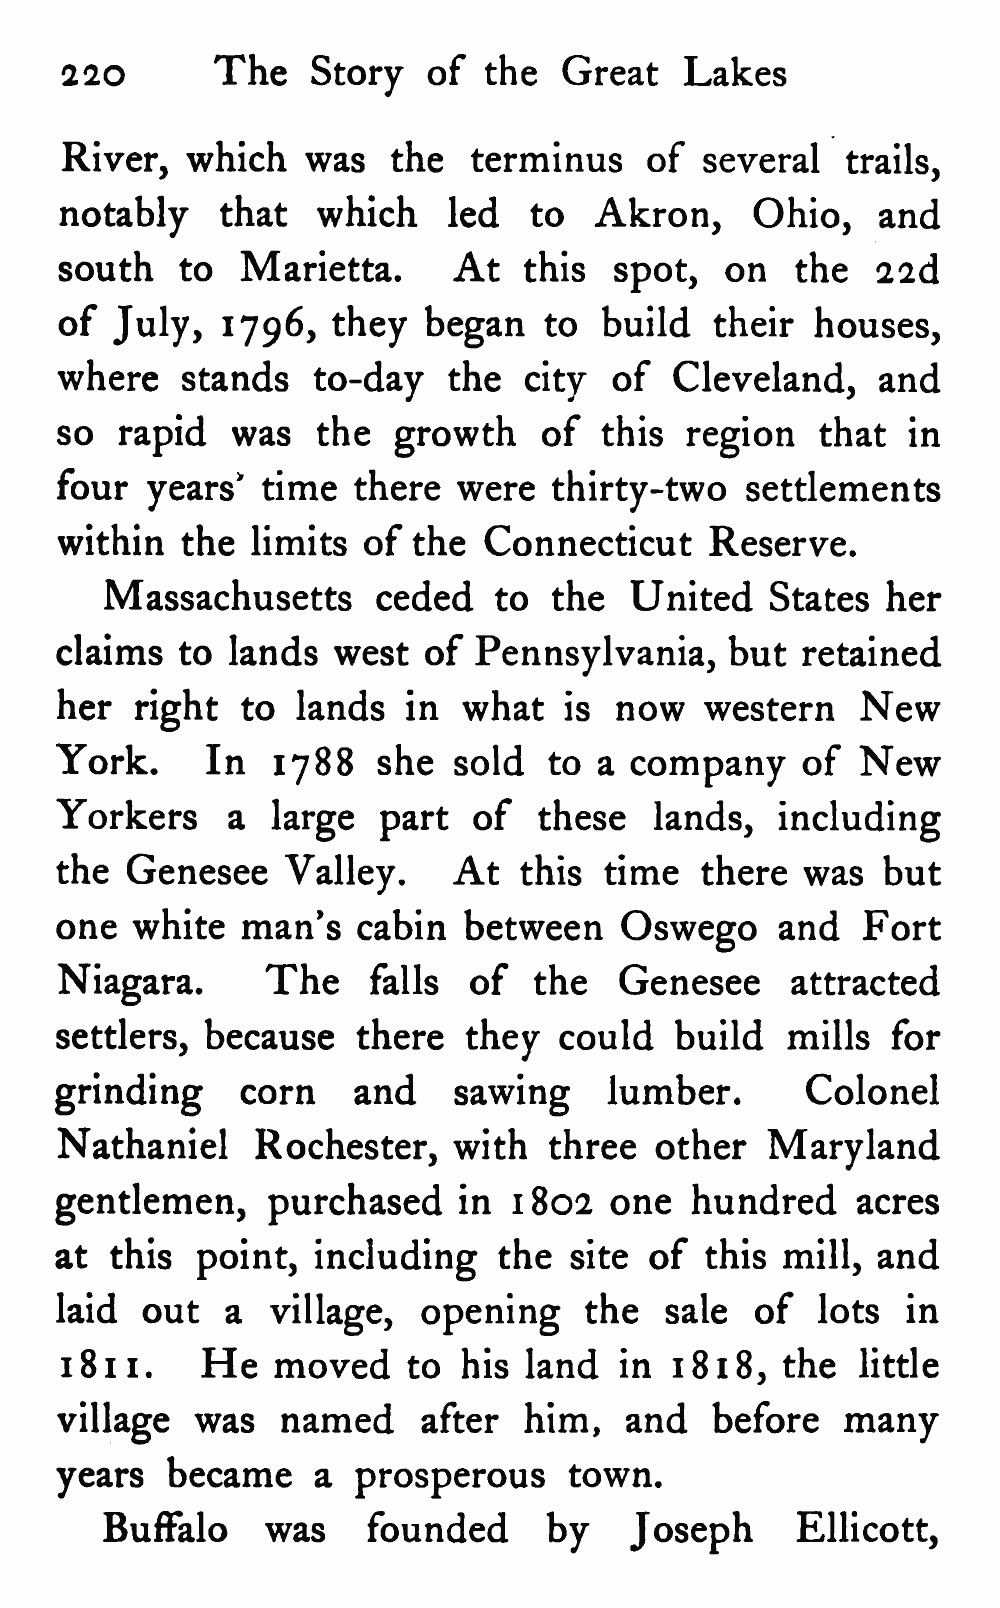 220 The Story of the Great Lakes
River, which was the terminus of several trails,
notably that which led to Akron, Ohio, and
south to Marietta. At this spot, on the 22d
of July, 1796, they began to build their houses,
where stands to-day the city of Cleveland, and
so rapid was the growth of this region that in
four years' time there were thirty-two settlements
within the limits of the Connecticut Reserve.
Massachusetts ceded to the United States her
claims to lands west of Pennsylvania, but retained
her right to lands in what is now western New
York. In 1788 she sold to a company of New
Yorkers a large part of these lands, including
the Genesee Valley. At this time there was but
one white man's cabin between Oswego and Fort
Niagara. The falls of the Genesee attracted
settlers, because there they could build mills for
grinding corn and sawing lumber. Colonel
Nathaniel Rochester, with three other Maryland
gentlemen, purchased in 1802 one hundred acres
at this point, including the site of this mill, and
laid out a village, opening the sale of lots in
1811. He moved to his land in 1818, the little
village was named after him, and before many
years became a prosperous town.
Buffalo was founded by Joseph Ellicott,